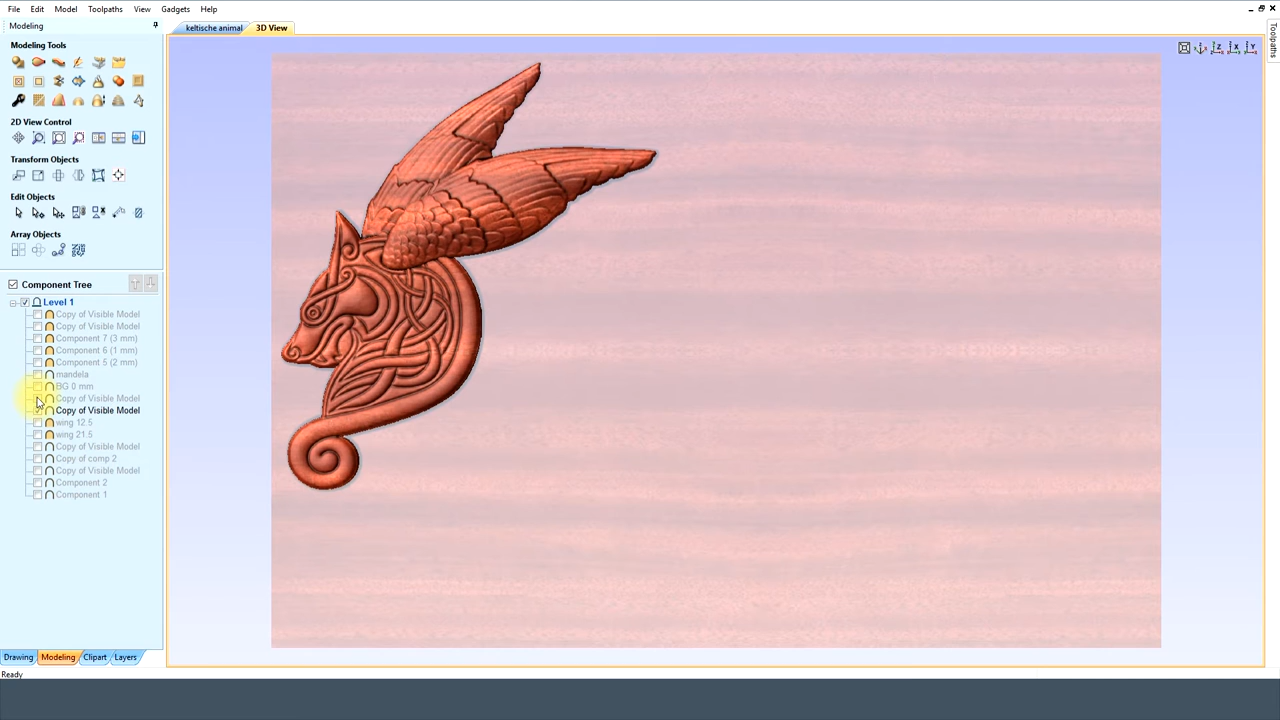 File Edit Model Toolpaths View Gadgets Help
Modeling
keltische animal 3D View
Toolpaths
Modeling Tools
2D View Control
Transform Objects
Edit Objects
Array Objects
Component Tree
Level 1
Copy of Visible Model
Copy of Visible Model
Component 7 (3 mm)
Component 6 (1 mm)
Component 5 (2 mm)
mandela
BG 0 mm
Copy of Visible Model
Copy of Visible Model
wing 12.5
wing 21.5
Copy of Visible Model
Copy of comp 2
Copy of Visible Model
Component 2
Component 1
Drawing Modeling Clipart Layers
Ready